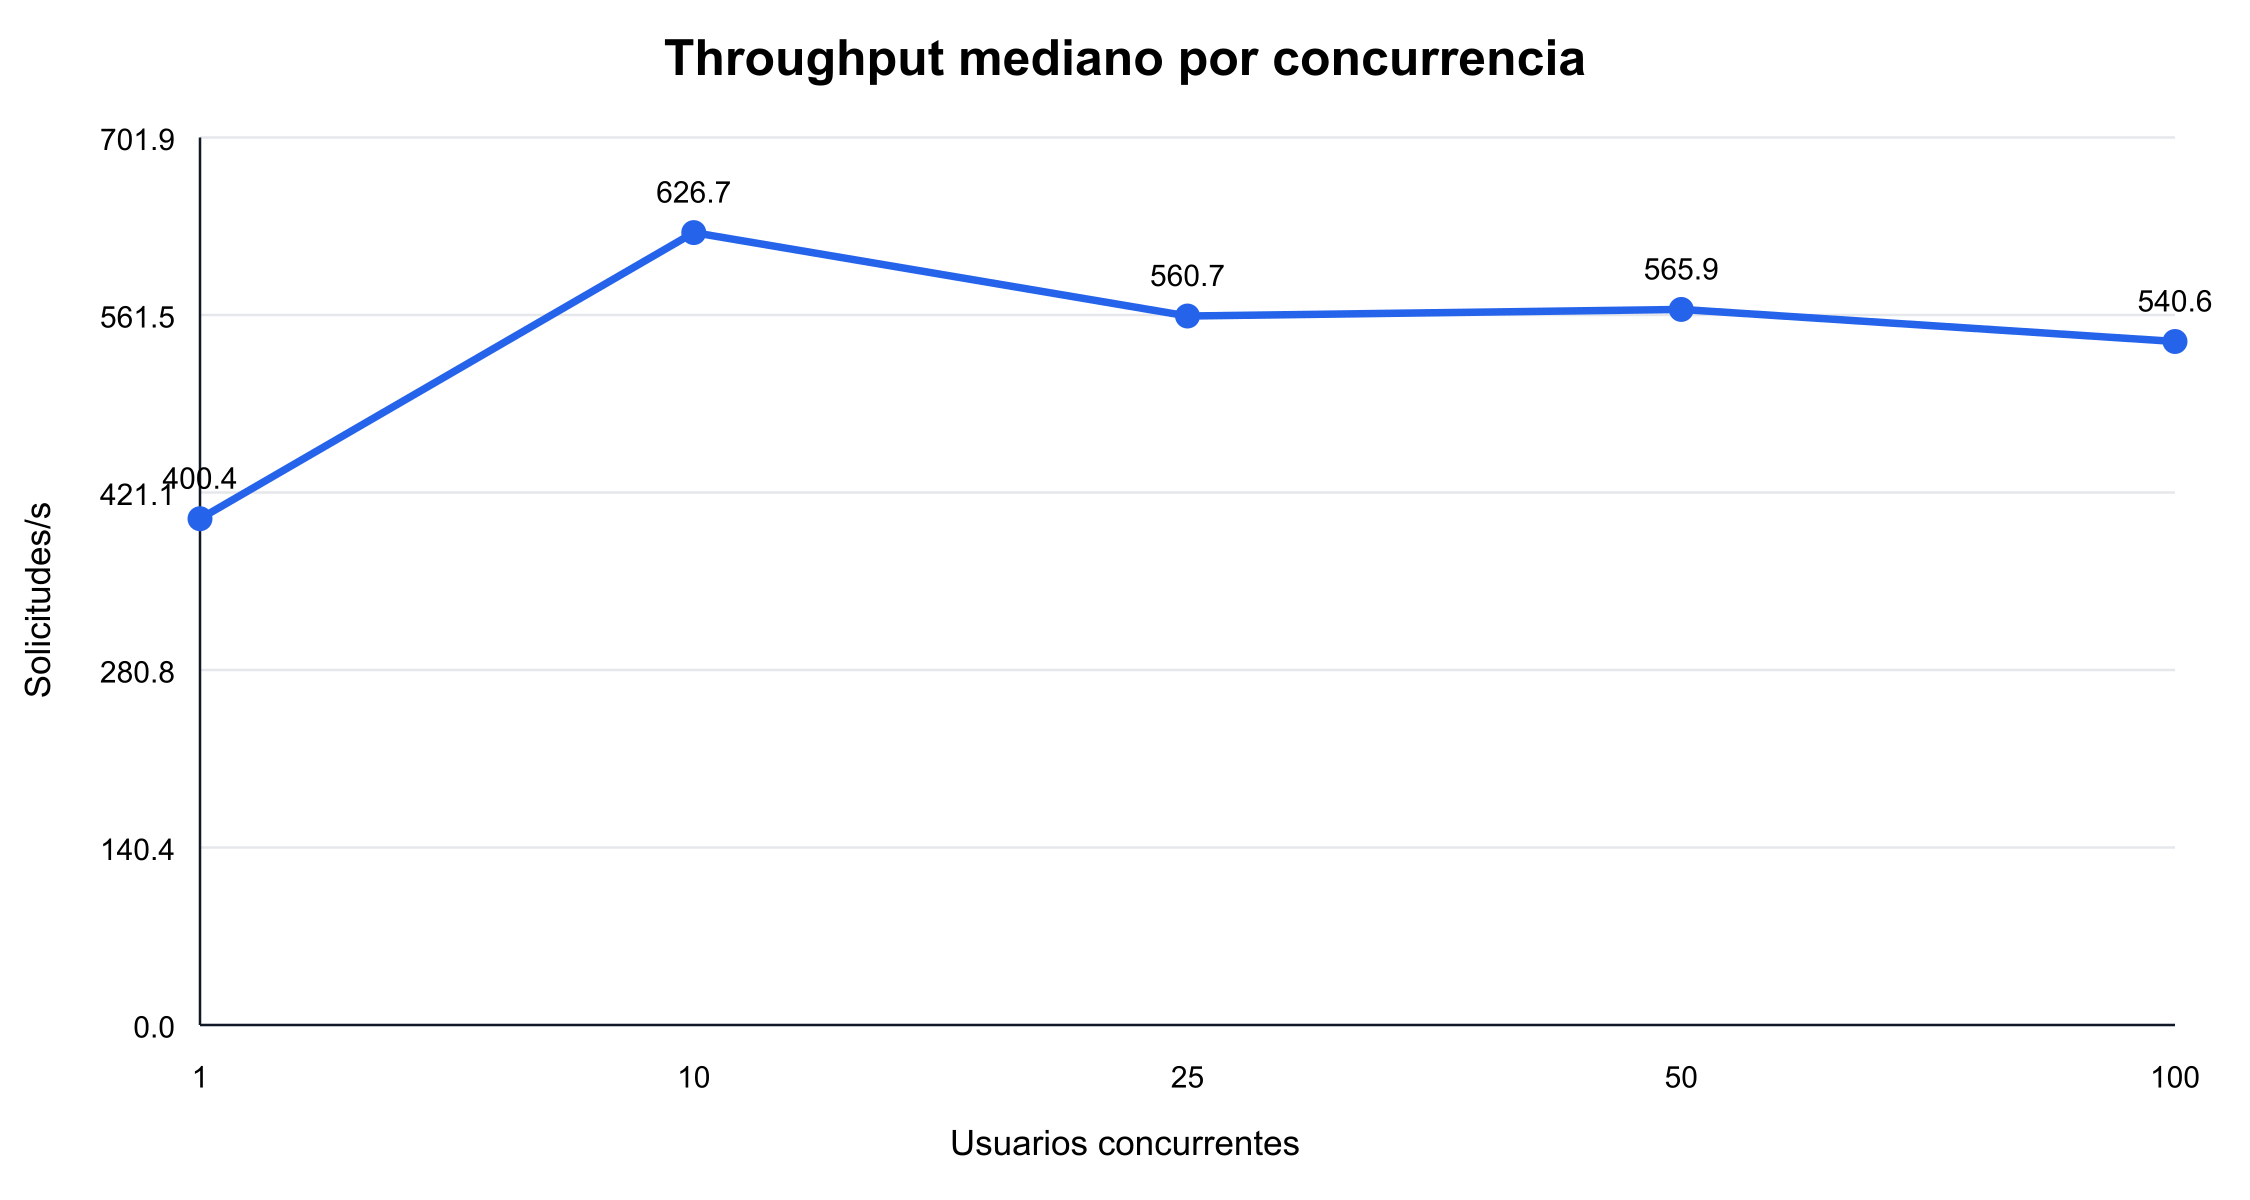 Throughput mediano por concurrencia
701.9
626.7
560.7
565.9
540.6
561.5
400.4
421.1
Solicitudes/s
280.8
140.4
0.0
1 10 25 50 100
Usuarios concurrentes